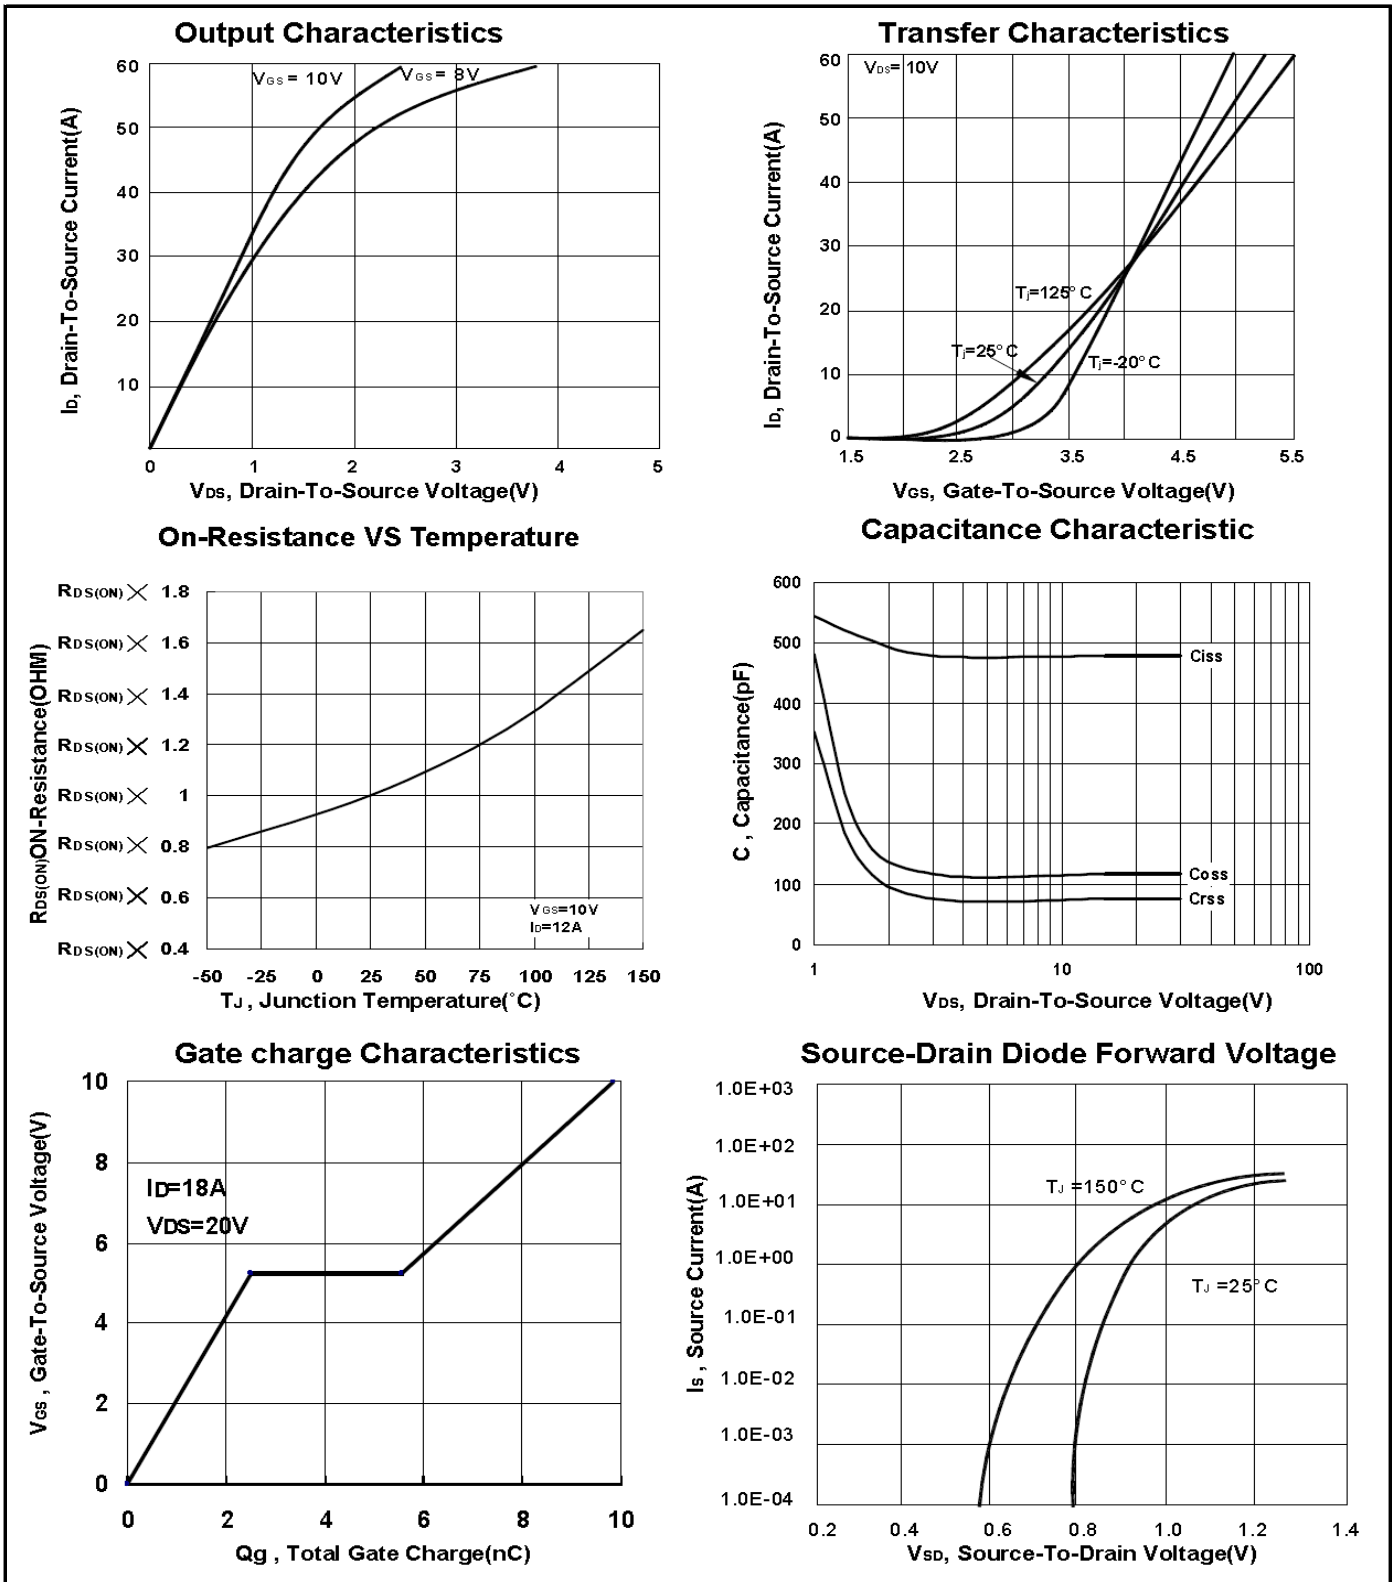 Output Characteristics
60
50
40
30
20
10
VGS = 10V
VGS = 8V
ID, Drain-To-Source Current(A)
0 1 2 3 4 5
VDS, Drain-To-Source Voltage(V)
Transfer Characteristics
VDS= 10V
60
50
40
30
20
10
0
Tj=125°C
Tj=25°C
Tj=-20°C
ID, Drain-To-Source Current(A)
1.5 2.5 3.5 4.5 5.5
VGS, Gate-To-Source Voltage(V)
On-Resistance VS Temperature
RDS(ON) X 1.8
RDS(ON) X 1.6
RDS(ON) X 1.4
RDS(ON) X 1.2
RDS(ON) X 1
RDS(ON) X 0.8
RDS(ON) X 0.6
RDS(ON) X 0.4
RDS(ON)ON-Resistance(OHM)
VGS=10V
ID=12A
-50 -25 0 25 50 75 100 125 150
TJ , Junction Temperature(°C)
Capacitance Characteristic
600
500
400
300
200
100
0
Ciss
Coss
Crss
C , Capacitance(pF)
1 10 100
VDS, Drain-To-Source Voltage(V)
Gate charge Characteristics
10
8
6
4
2
0
ID=18A
VDS=20V
VGS , Gate-To-Source Voltage(V)
0 2 4 6 8 10
Qg , Total Gate Charge(nC)
Source-Drain Diode Forward Voltage
1.0E+03
1.0E+02
1.0E+01
1.0E+00
1.0E-01
1.0E-02
1.0E-03
1.0E-04
TJ =150°C
TJ =25°C
IS , Source Current(A)
0.2 0.4 0.6 0.8 1.0 1.2 1.4
VSD, Source-To-Drain Voltage(V)